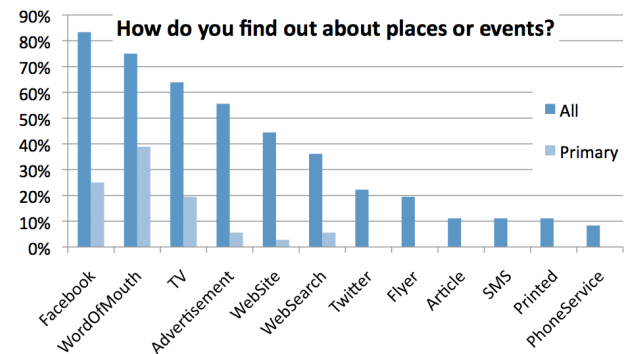 How do you find out about places or events?
90%
80%
70%
60%
50%
40%
30%
20%
10%
0%
All
Primary
Facebook
WordOfMouth
TV
Advertisement
WebSite
WebSearch
Twitter
Flyer
Article
SMS
Printed
PhoneService